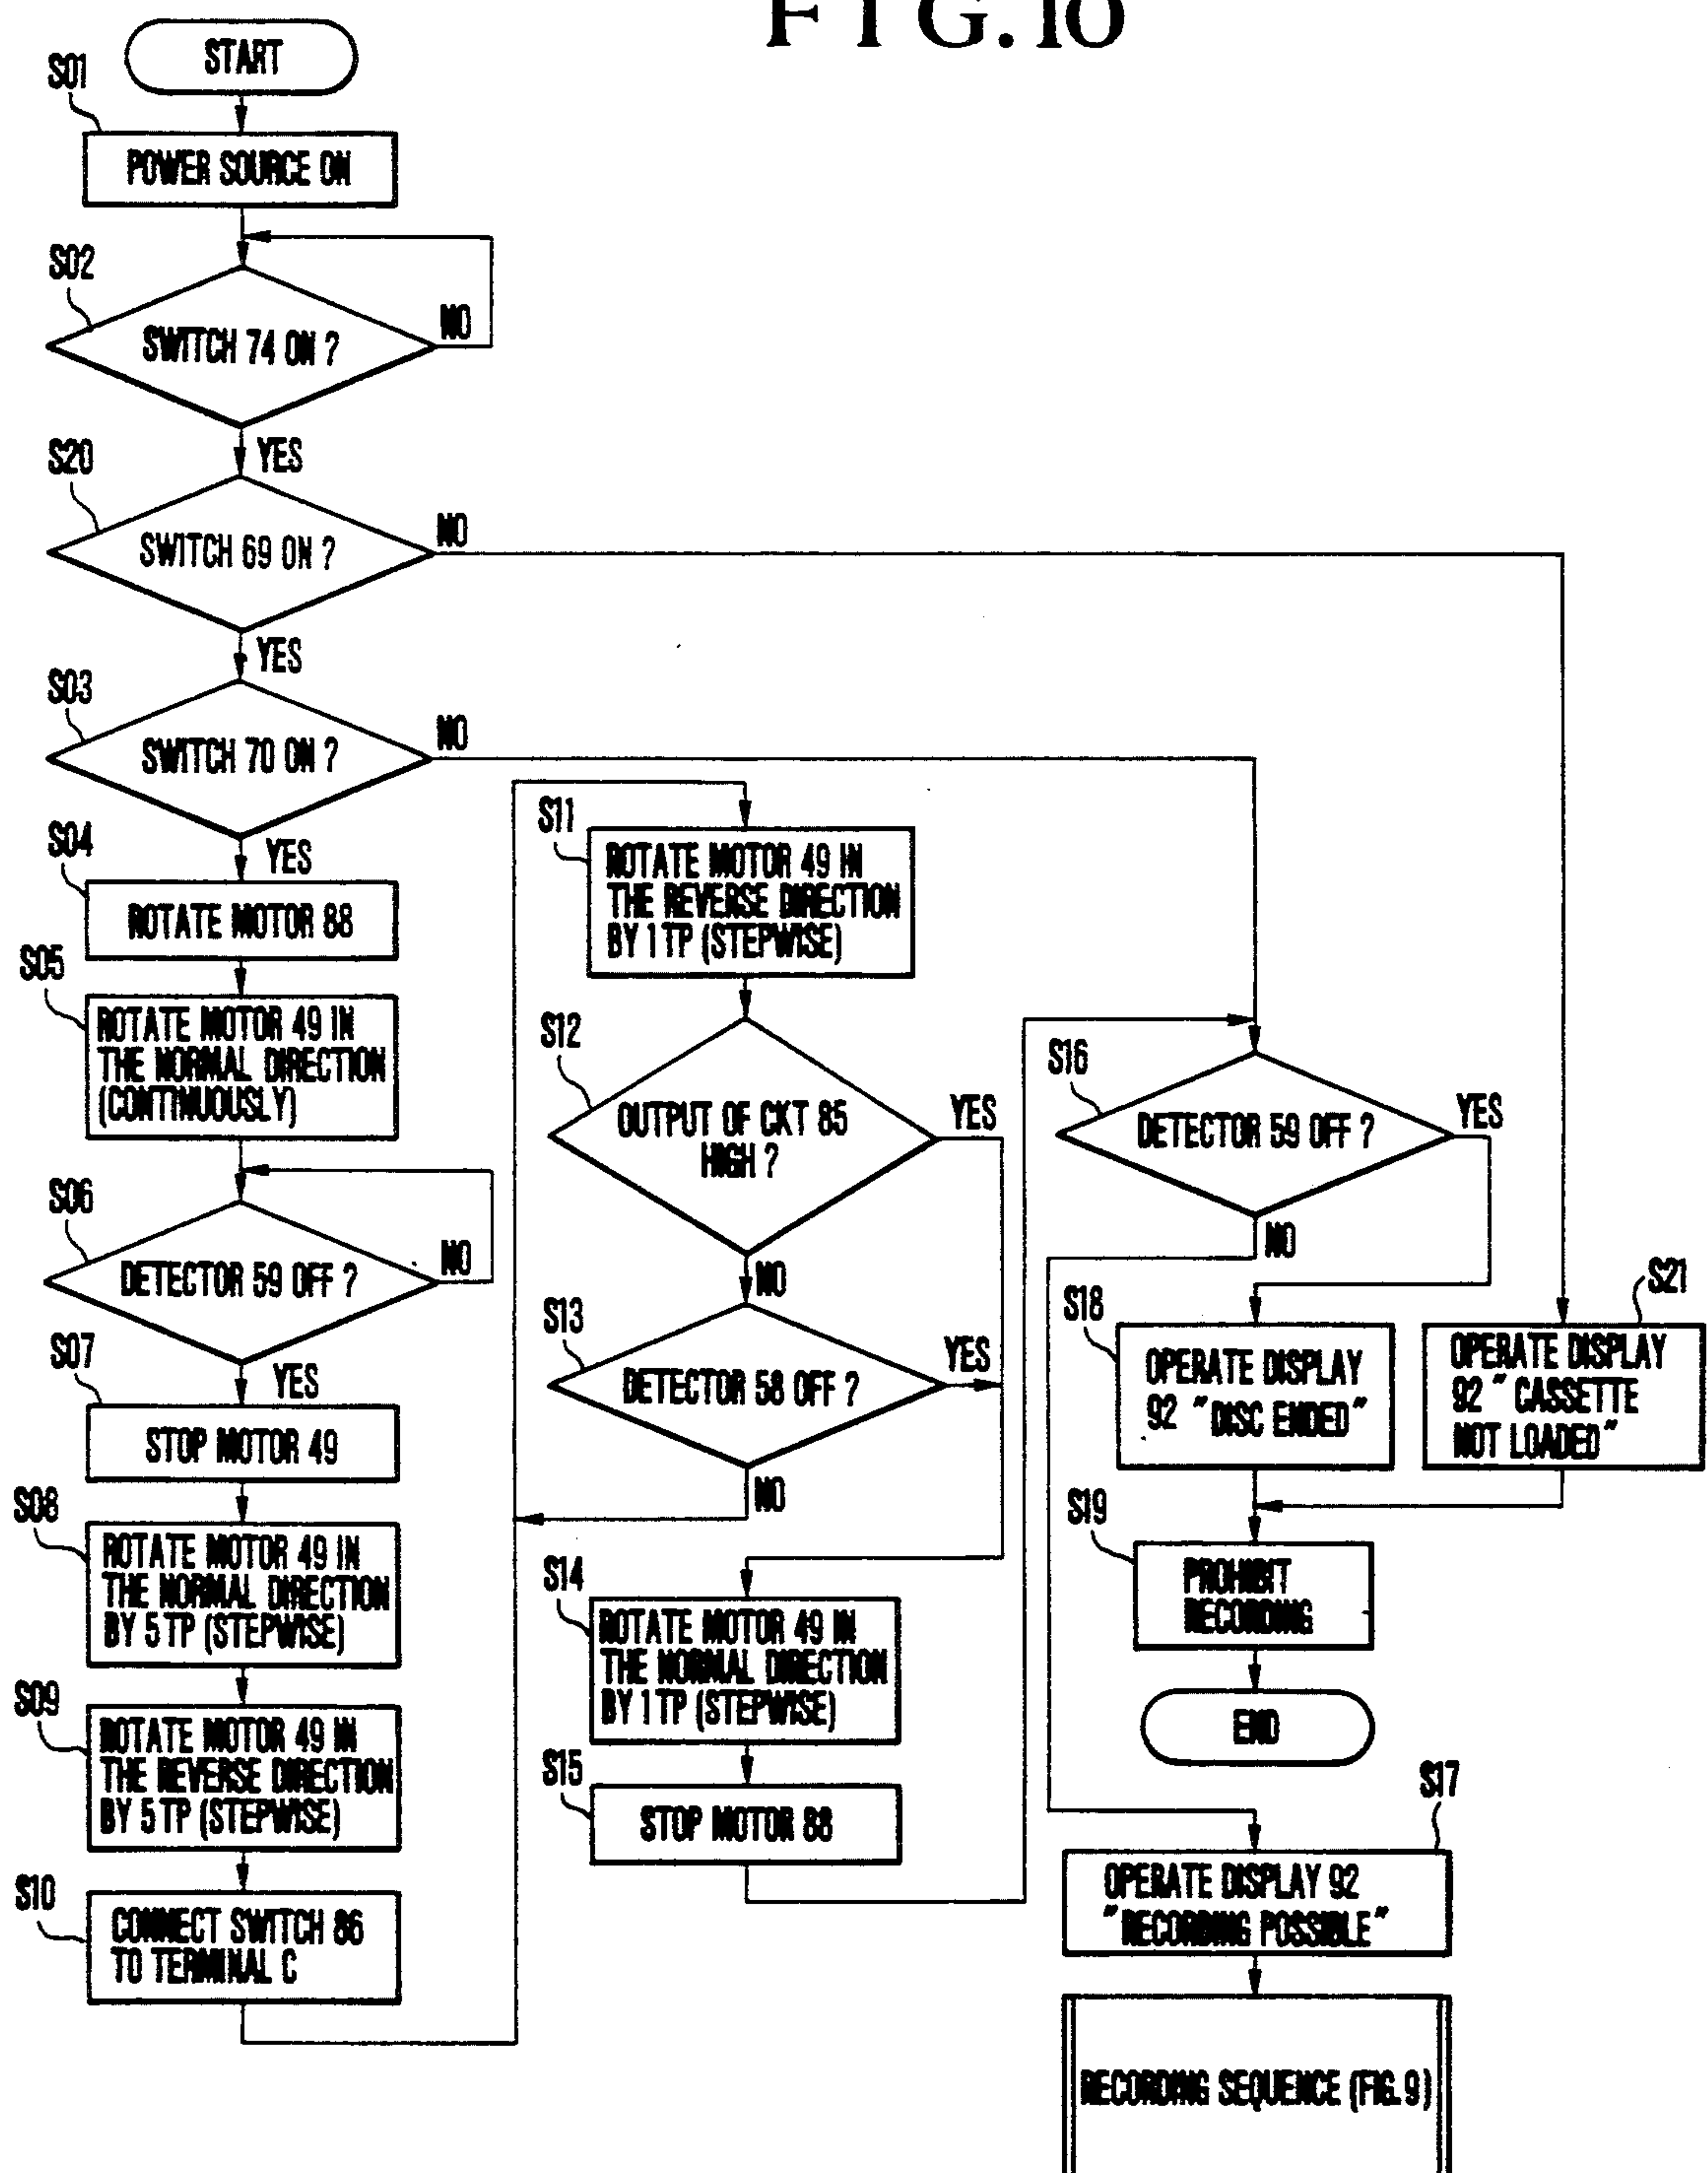 FIG.10
START
S01
POWER SOURCE ON
S02
SWITCH 74 ON ?
NO
YES
S20
SWITCH 69 ON ?
NO
YES
S03
SWITCH 70 ON ?
NO
YES
S04
ROTATE MOTOR 88
S05
ROTATE MOTOR 49 IN
THE NORMAL DIRECTION
(CONTINUOUSLY)
S06
DETECTOR 59 OFF ?
NO
YES
S07
STOP MOTOR 49
S08
ROTATE MOTOR 49 IN
THE NORMAL DIRECTION
BY 5 TP (STEPWISE)
S09
ROTATE MOTOR 49 IN
THE REVERSE DIRECTION
BY 5 TP (STEPWISE)
S10
CONNECT SWITCH 86
TO TERMINAL C
S11
ROTATE MOTOR 49 IN
THE REVERSE DIRECTION
BY 1 TP (STEPWISE)
S12
OUTPUT OF CKT 85
HIGH ?
YES
NO
S13
DETECTOR 58 OFF ?
YES
NO
S14
ROTATE MOTOR 49 IN
THE NORMAL DIRECTION
BY 1 TP (STEPWISE)
S15
STOP MOTOR 88
S16
DETECTOR 59 OFF ?
YES
NO
S18
OPERATE DISPLAY
92 "DISC ENDED"
S21
OPERATE DISPLAY
92 "CASSETTE
NOT LOADED"
S19
PROHIBIT
RECORDING
END
S17
OPERATE DISPLAY 92
"RECORDING POSSIBLE"
RECORDING SEQUENCE (FIG. 9)